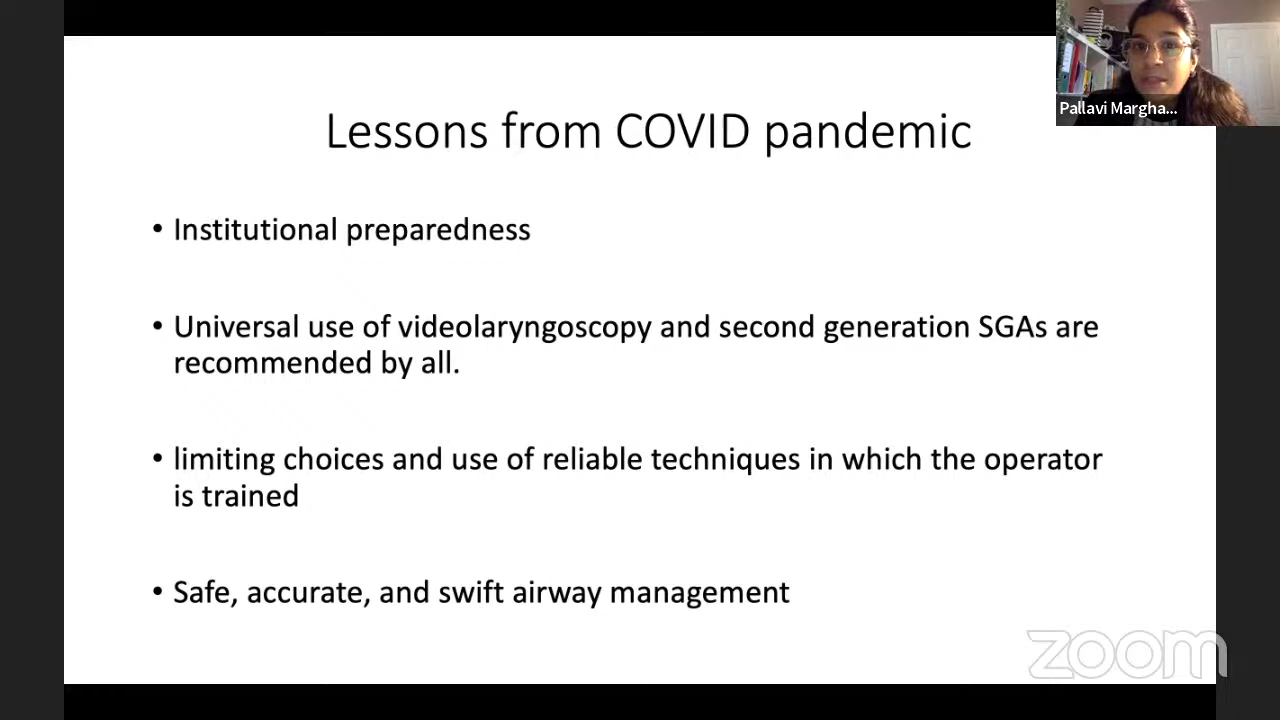 Pallavi Margha...
Lessons from COVID pandemic
• Institutional preparedness
• Universal use of videolaryngoscopy and second generation SGAs are
recommended by all.
• limiting choices and use of reliable techniques in which the operator
is trained
• Safe, accurate, and swift airway management
zoom